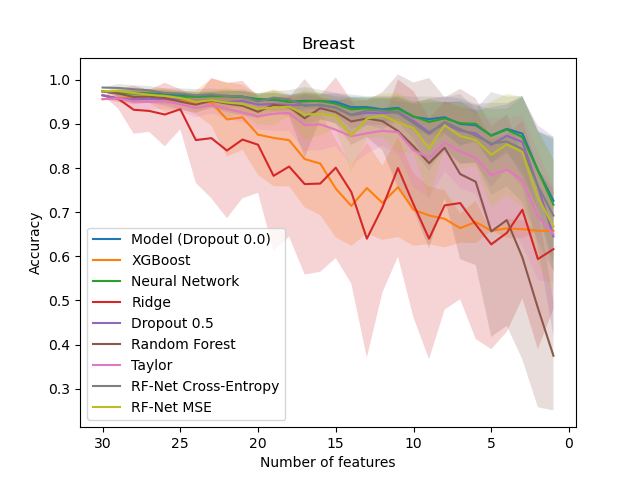 Breast
Accuracy
1.0
0.9
0.8
0.7
0.6
0.5
0.4
0.3
Model (Dropout 0.0)
XGBoost
Neural Network
Ridge
Dropout 0.5
Random Forest
Taylor
RF-Net Cross-Entropy
RF-Net MSE
30 25 20 15 10 5 0
Number of features